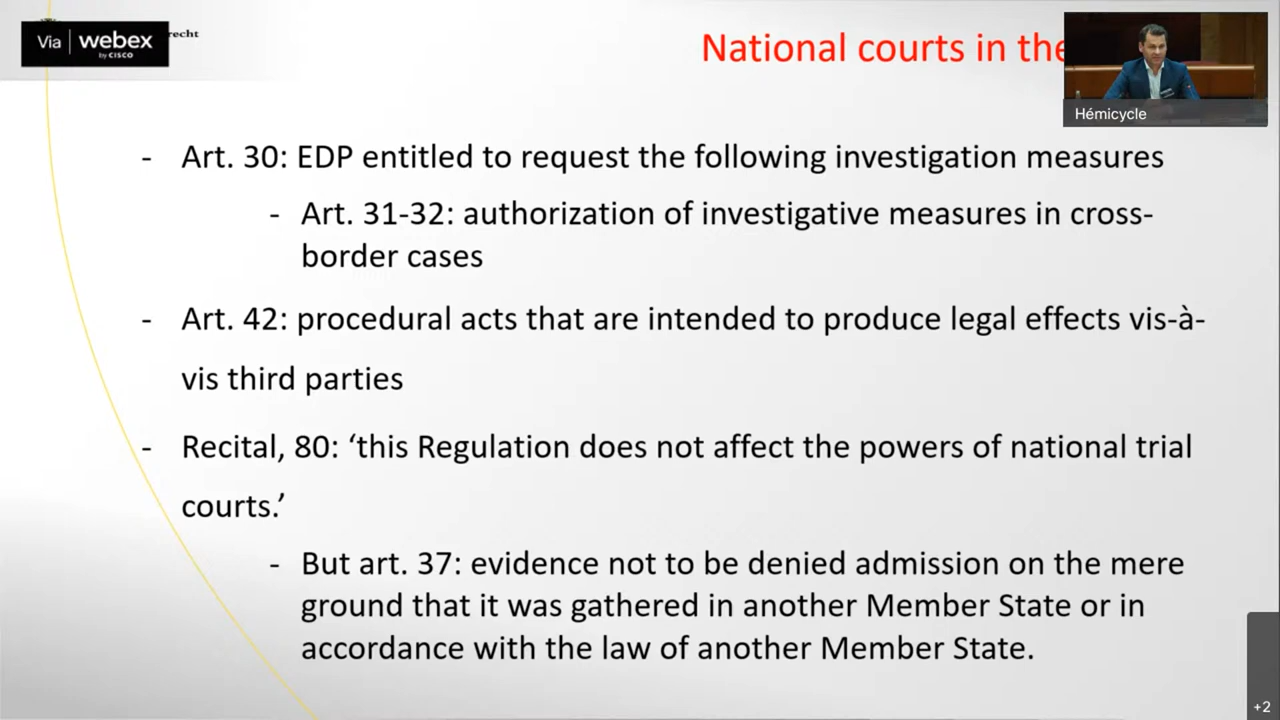 Via webex
by CISCO
recht
National courts in the
Hémicycle
- Art. 30: EDP entitled to request the following investigation measures
- Art. 31-32: authorization of investigative measures in cross-
border cases
- Art. 42: procedural acts that are intended to produce legal effects vis-à-
vis third parties
- Recital, 80: ‘this Regulation does not affect the powers of national trial
courts.’
- But art. 37: evidence not to be denied admission on the mere
ground that it was gathered in another Member State or in
accordance with the law of another Member State.
+2